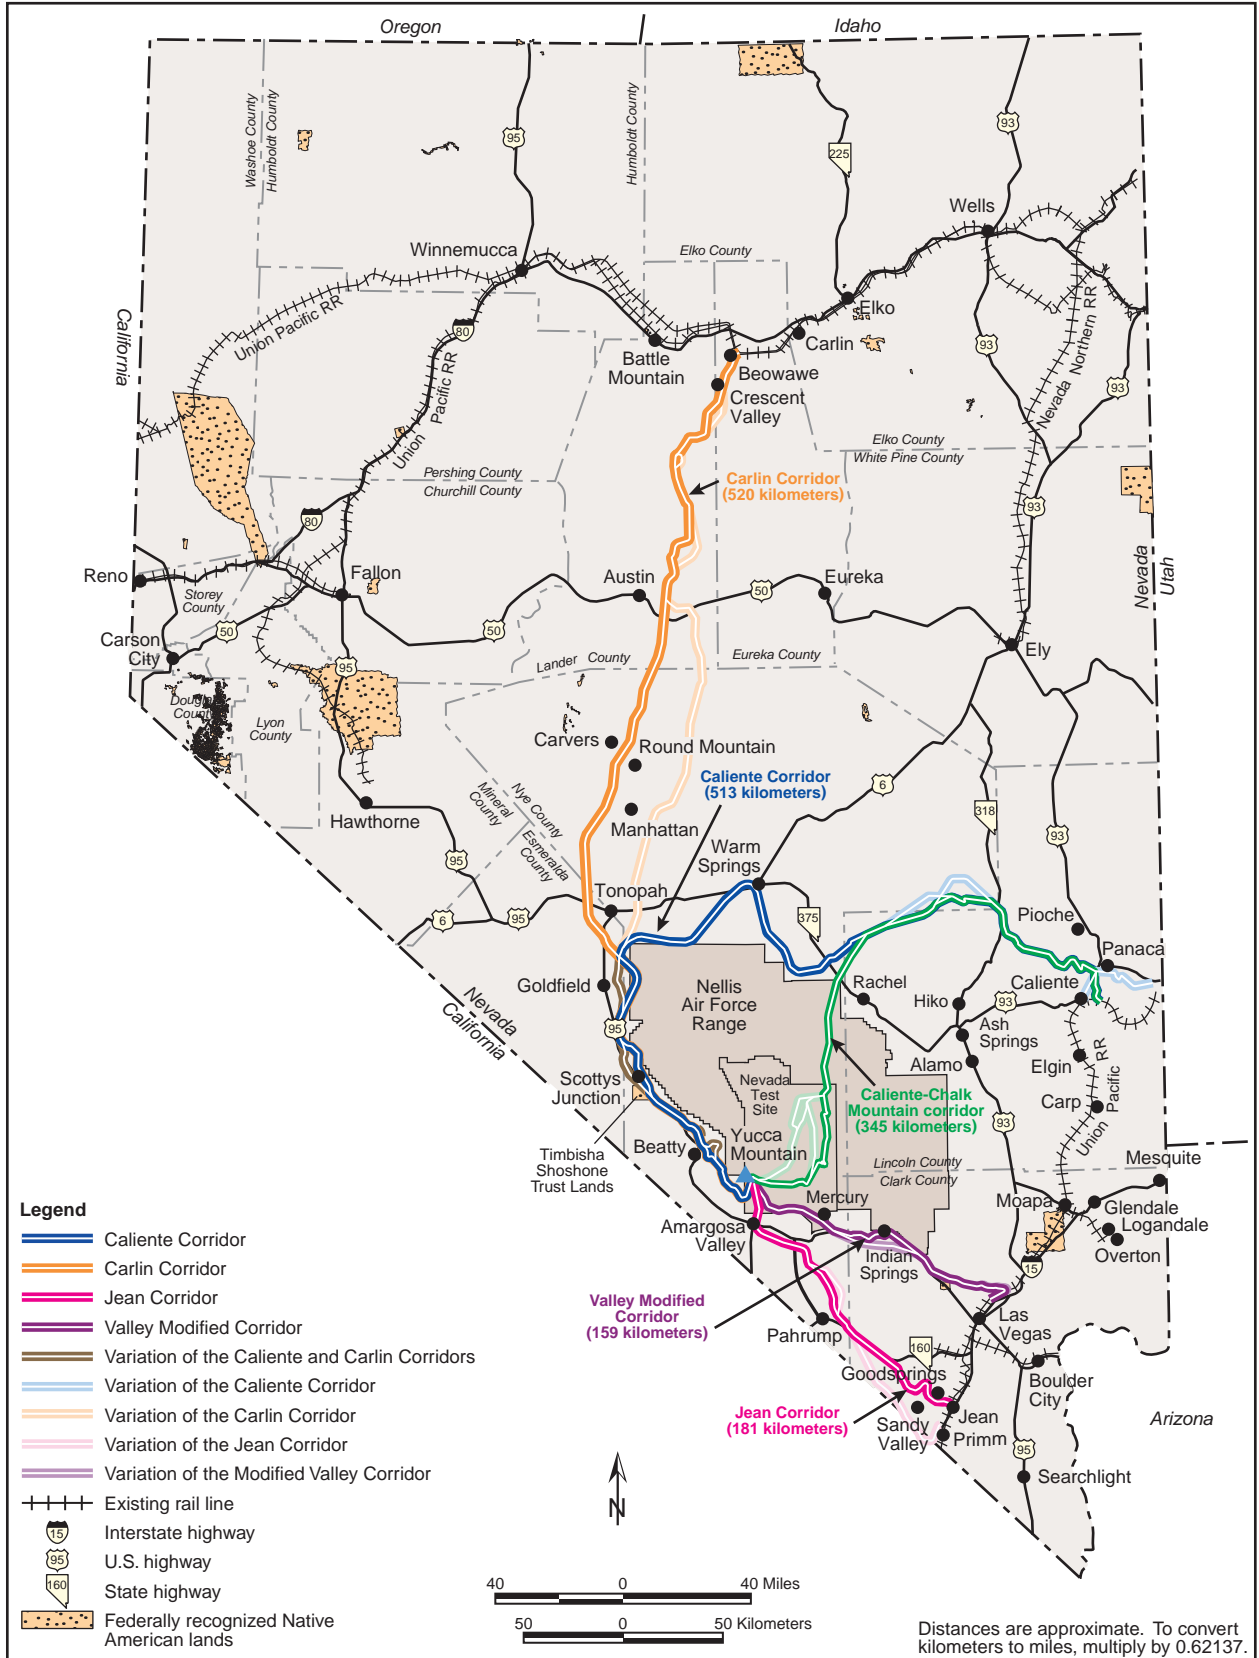 Oregon
Idaho
Washoe County
Humboldt County
Humboldt County
95
225
93
Wells
Winnemucca
Elko County
California
Union Pacific RR
80
Union Pacific RR
Elko
Carlin
Battle
Mountain
Beowawe
Crescent
Valley
93
Nevada Northern RR
93
Elko County
White Pine County
Pershing County
Churchill County
Carlin Corridor
(520 kilometers)
80
93
Reno
Fallon
Austin
50
Eureka
Nevada
Utah
Storey
County
50
50
Carson
City
95
Lander County
Eureka County
Ely
Douglas
County
Lyon
County
Carvers
Round Mountain
Caliente Corridor
(513 kilometers)
6
Nye County
Mineral
County
Esmeralda
County
Hawthorne
Manhattan
318
93
95
Warm
Springs
Tonopah
6
95
375
Pioche
Panaca
Goldfield
Nellis
Air Force
Range
Rachel
Caliente
Hiko
93
Nevada
California
95
Ash
Springs
Alamo
Elgin
Scottys
Junction
Nevada
Test
Site
Caliente-Chalk
Mountain corridor
(345 kilometers)
Carp
Union Pacific RR
93
Timbisha
Shoshone
Trust Lands
Beatty
Yucca
Mountain
Lincoln County
Clark County
Mesquite
Mercury
Moapa
Glendale
Logandale
Overton
Amargosa
Valley
Indian
Springs
15
Valley Modified
Corridor
(159 kilometers)
Pahrump
Las
Vegas
160
Goodsprings
Boulder
City
Jean Corridor
(181 kilometers)
Sandy
Valley
Jean
Primm
Arizona
95
Searchlight
Legend
Caliente Corridor
Carlin Corridor
Jean Corridor
Valley Modified Corridor
Variation of the Caliente and Carlin Corridors
Variation of the Caliente Corridor
Variation of the Carlin Corridor
Variation of the Jean Corridor
Variation of the Modified Valley Corridor
Existing rail line
15 Interstate highway
95 U.S. highway
160 State highway
Federally recognized Native
American lands
N
40 0 40 Miles
50 0 50 Kilometers
Distances are approximate. To convert
kilometers to miles, multiply by 0.62137.